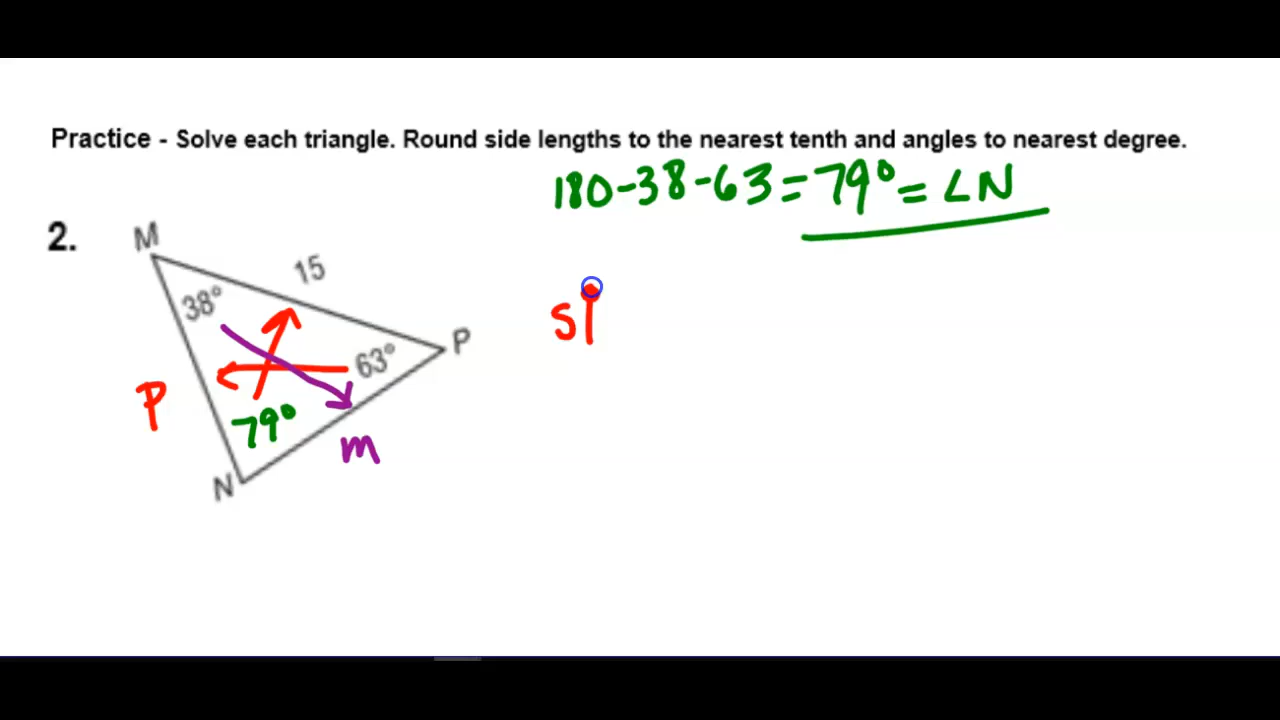 Practice - Solve each triangle. Round side lengths to the nearest tenth and angles to nearest degree.
180-38-63=79°=∠N
2.
M
15
38°
si
63°
P
P
79°
m
N